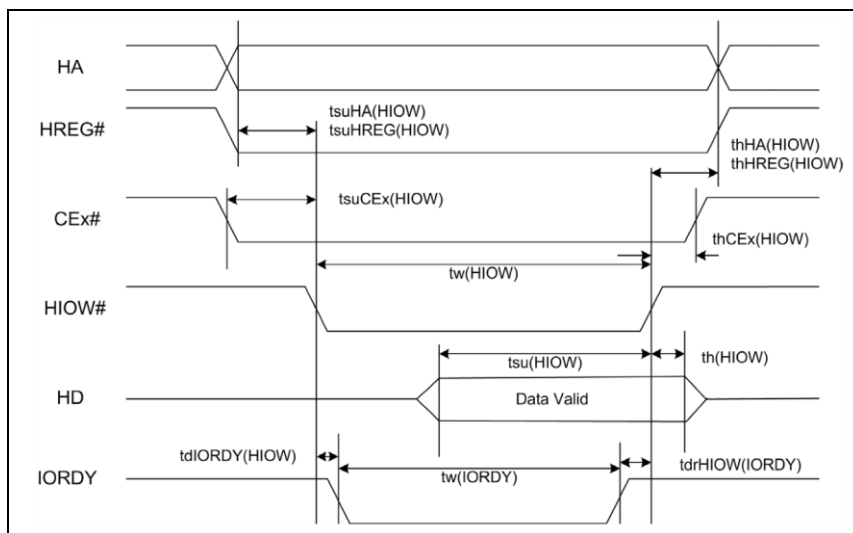 HA
HREG#
tsuHA(HIOW)
tsuHREG(HIOW)
thHA(HIOW)
thHREG(HIOW)
CEx#
tsuCEx(HIOW)
thCEx(HIOW)
tw(HIOW)
HIOW#
tsu(HIOW)
th(HIOW)
HD
Data Valid
tdIORDY(HIOW)
tw(IORDY)
tdrHIOW(IORDY)
IORDY